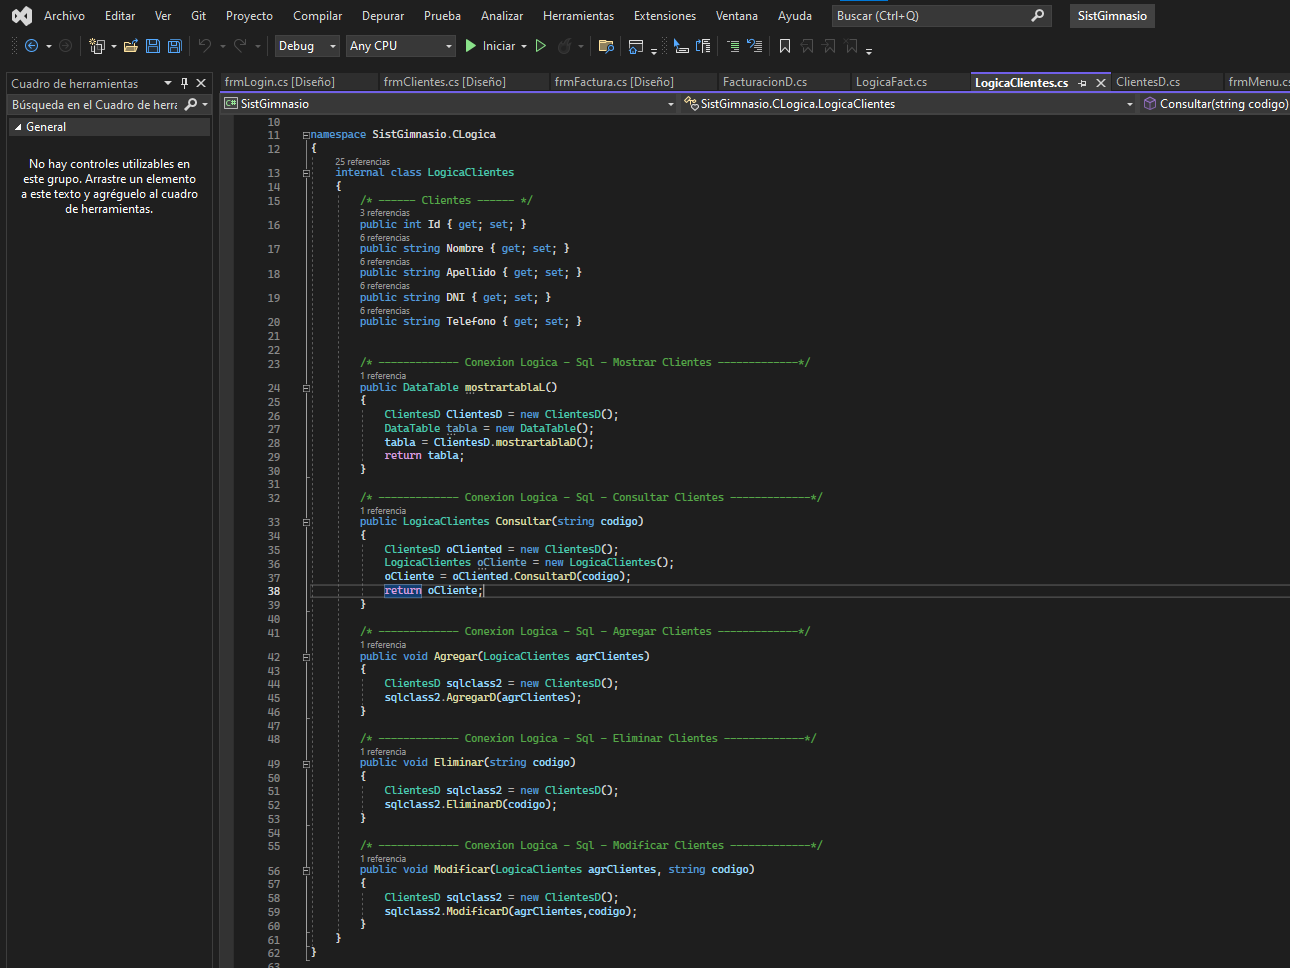 Archivo Editar Ver Git Proyecto Compilar Depurar Prueba Analizar Herramientas Extensiones Ventana Ayuda Buscar (Ctrl+Q) SistGimnasio
Debug Any CPU Iniciar
Cuadro de herramientas
Búsqueda en el Cuadro de herra
General
No hay controles utilizables en
este grupo. Arrastre un elemento
a este texto y agréguelo al cuadro
de herramientas.
frmLogin.cs [Diseño] frmClientes.cs [Diseño] frmFactura.cs [Diseño] FacturacionD.cs LogicaFact.cs LogicaClientes.cs ClientesD.cs frmMenu.cs
C# SistGimnasio SistGimnasio.CLogica.LogicaClientes Consultar(string codigo)
10
11 namespace SistGimnasio.CLogica
12 {
25 referencias
13 internal class LogicaClientes
14 {
15 /* ------ Clientes ------ */
3 referencias
16 public int Id { get; set; }
6 referencias
17 public string Nombre { get; set; }
6 referencias
18 public string Apellido { get; set; }
6 referencias
19 public string DNI { get; set; }
6 referencias
20 public string Telefono { get; set; }
21
22
23 /* ------------- Conexion Logica - Sql - Mostrar Clientes -------------*/
1 referencia
24 public DataTable mostrartablaL()
25 {
26 ClientesD ClientesD = new ClientesD();
27 DataTable tabla = new DataTable();
28 tabla = ClientesD.mostrartablaD();
29 return tabla;
30 }
31
32 /* ------------- Conexion Logica - Sql - Consultar Clientes -------------*/
1 referencia
33 public LogicaClientes Consultar(string codigo)
34 {
35 ClientesD oCliented = new ClientesD();
36 LogicaClientes oCliente = new LogicaClientes();
37 oCliente = oCliented.ConsultarD(codigo);
38 return oCliente;
39 }
40
41 /* ------------- Conexion Logica - Sql - Agregar Clientes -------------*/
1 referencia
42 public void Agregar(LogicaClientes agrClientes)
43 {
44 ClientesD sqlclass2 = new ClientesD();
45 sqlclass2.AgregarD(agrClientes);
46 }
47
48 /* ------------- Conexion Logica - Sql - Eliminar Clientes -------------*/
1 referencia
49 public void Eliminar(string codigo)
50 {
51 ClientesD sqlclass2 = new ClientesD();
52 sqlclass2.EliminarD(codigo);
53 }
54
55 /* ------------- Conexion Logica - Sql - Modificar Clientes -------------*/
1 referencia
56 public void Modificar(LogicaClientes agrClientes, string codigo)
57 {
58 ClientesD sqlclass2 = new ClientesD();
59 sqlclass2.ModificarD(agrClientes,codigo);
60 }
61 }
62 }
63